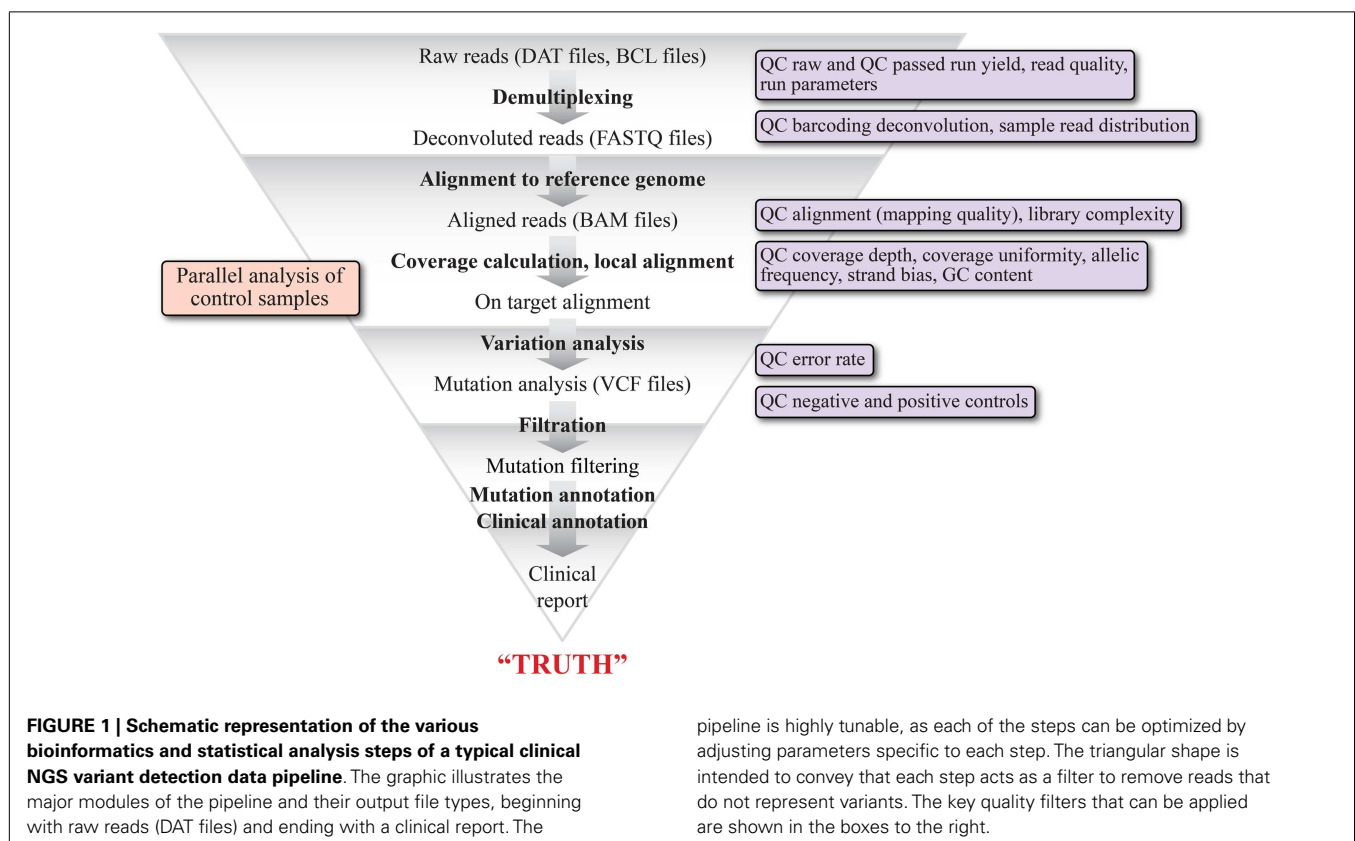 Raw reads (DAT files, BCL files)
Demultiplexing
Deconvoluted reads (FASTQ files)
Alignment to reference genome
Aligned reads (BAM files)
Coverage calculation, local alignment
On target alignment
Variation analysis
Mutation analysis (VCF files)
Filtration
Mutation filtering
Mutation annotation
Clinical annotation
Clinical
report
“TRUTH”
Parallel analysis of
control samples
QC raw and QC passed run yield, read quality,
run parameters
QC barcoding deconvolution, sample read distribution
QC alignment (mapping quality), library complexity
QC coverage depth, coverage uniformity, allelic
frequency, strand bias, GC content
QC error rate
QC negative and positive controls
FIGURE 1 | Schematic representation of the various
bioinformatics and statistical analysis steps of a typical clinical
NGS variant detection data pipeline. The graphic illustrates the
major modules of the pipeline and their output file types, beginning
with raw reads (DAT files) and ending with a clinical report. The
pipeline is highly tunable, as each of the steps can be optimized by
adjusting parameters specific to each step. The triangular shape is
intended to convey that each step acts as a filter to remove reads that
do not represent variants. The key quality filters that can be applied
are shown in the boxes to the right.